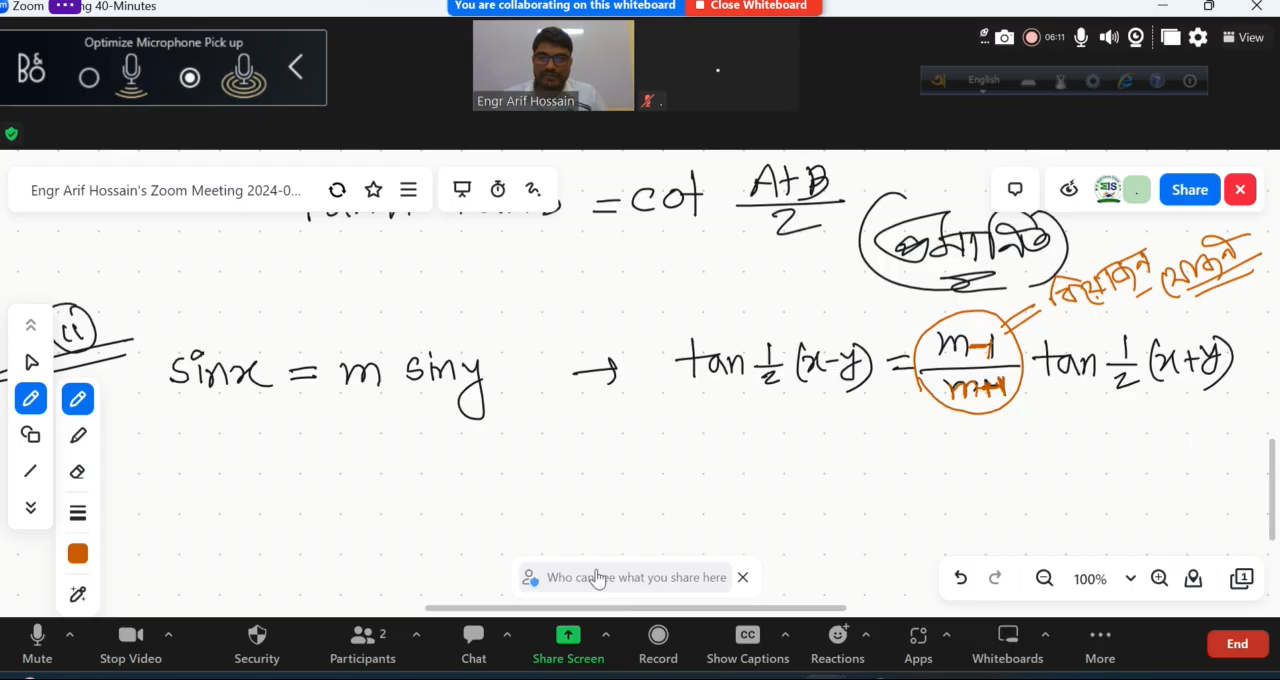 Zoom
ng 40-Minutes
You are collaborating on this whiteboard
Close Whiteboard
Optimize Microphone Pick up
B&O
06:11
View
English
Engr Arif Hossain
Engr Arif Hossain's Zoom Meeting 2024-0...
Share
= cot A+B/2
প্রমাণিত
বিয়োজন যোজন
(ii)
sinx = m siny → tan 1/2 (x-y) = m-1/m+1 tan 1/2 (x+y)
Who can see what you share here
100%
1
Mute
Stop Video
Security
2
Participants
Chat
Share Screen
Record
CC
Show Captions
Reactions
Apps
Whiteboards
More
End